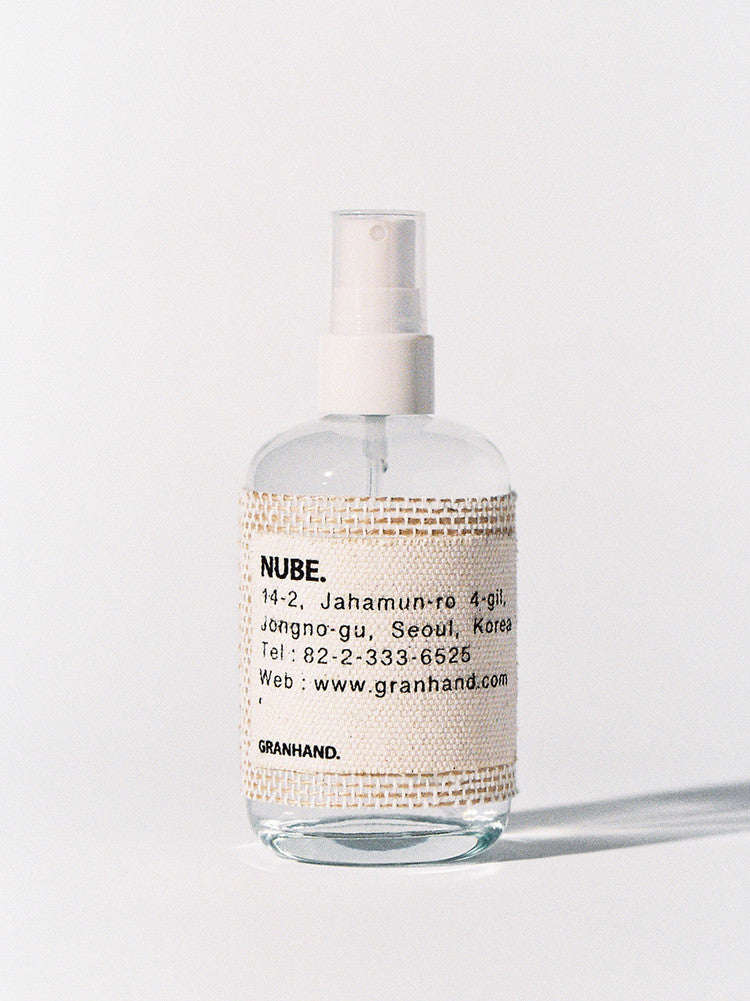 NUBE.
14-2, Jahamun-ro 4-gil,
Jongno-gu, Seoul, Korea
Tel : 82-2-333-6525
Web : www.granhand.com
GRANHAND.